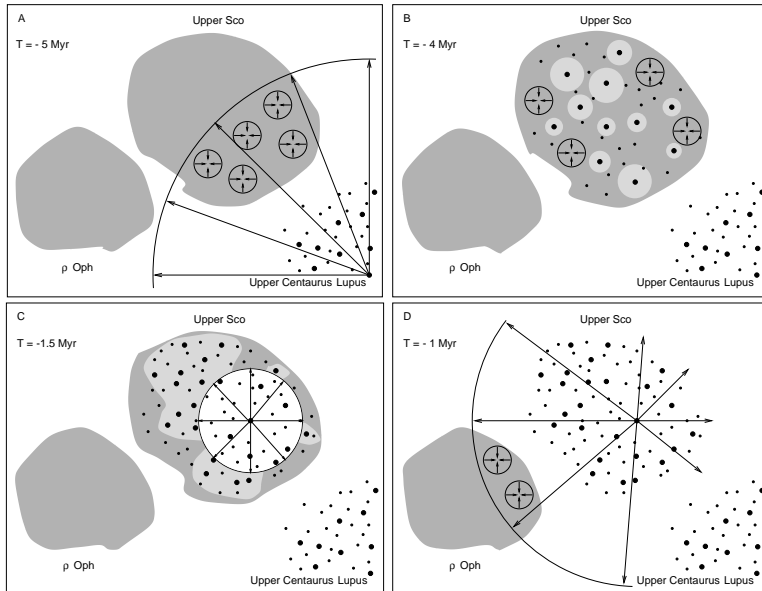 A
Upper Sco
T = - 5 Myr
ρ Oph
Upper Centaurus Lupus
B
Upper Sco
T = - 4 Myr
ρ Oph
Upper Centaurus Lupus
C
Upper Sco
T = -1.5 Myr
ρ Oph
Upper Centaurus Lupus
D
Upper Sco
T = - 1 Myr
ρ Oph
Upper Centaurus Lupus